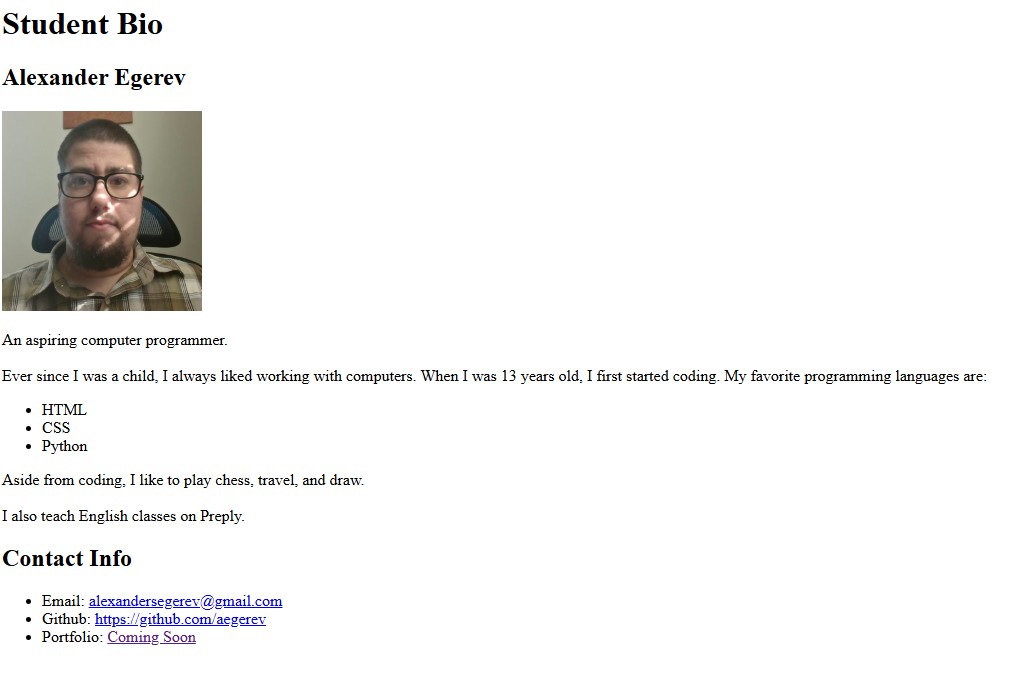 Student Bio
Alexander Egerev
An aspiring computer programmer.
Ever since I was a child, I always liked working with computers. When I was 13 years old, I first started coding. My favorite programming languages are:
• HTML
• CSS
• Python
Aside from coding, I like to play chess, travel, and draw.
I also teach English classes on Preply.
Contact Info
• Email: alexandersegerev@gmail.com
• Github: https://github.com/aegerev
• Portfolio: Coming Soon